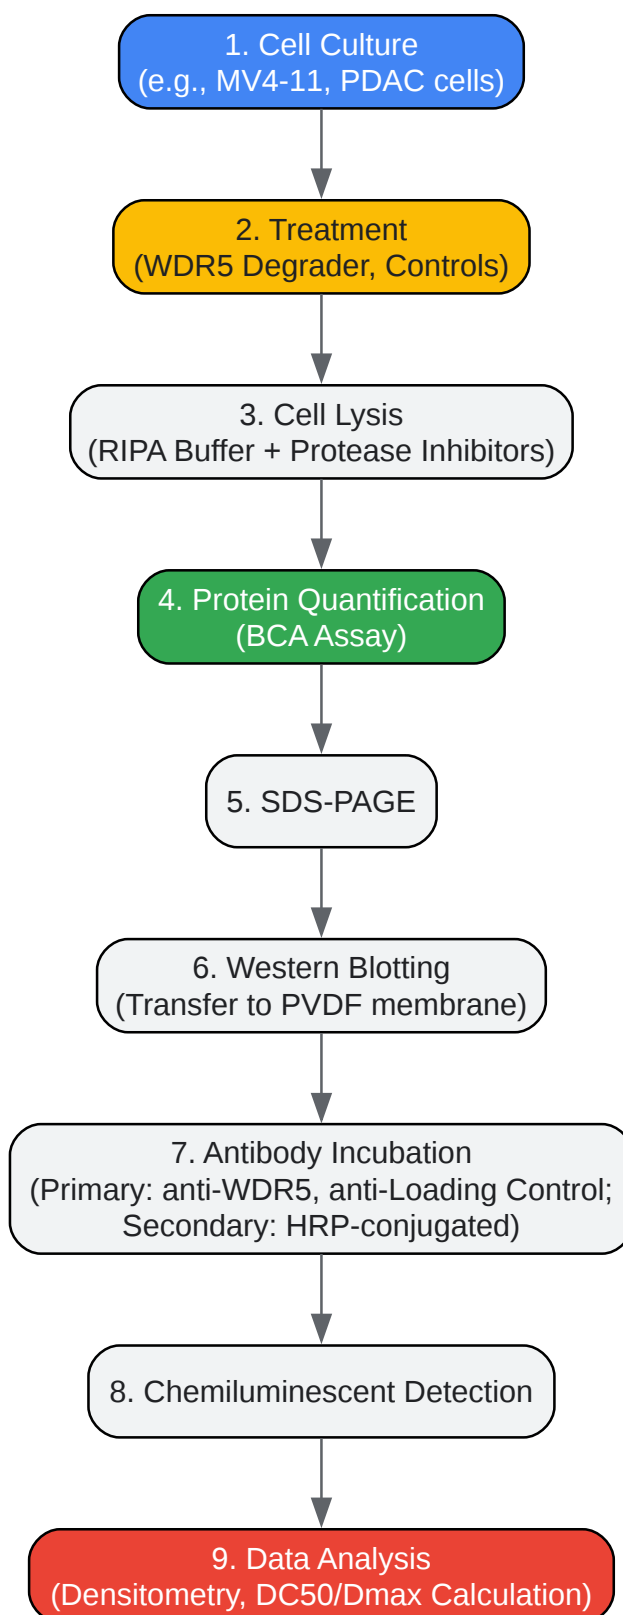 1. Cell Culture
(e.g., MV4-11, PDAC cells)
2. Treatment
(WDR5 Degrader, Controls)
3. Cell Lysis
(RIPA Buffer + Protease Inhibitors)
4. Protein Quantification
(BCA Assay)
5. SDS-PAGE
6. Western Blotting
(Transfer to PVDF membrane)
7. Antibody Incubation
(Primary: anti-WDR5, anti-Loading Control;
Secondary: HRP-conjugated)
8. Chemiluminescent Detection
9. Data Analysis
(Densitometry, DC50/Dmax Calculation)